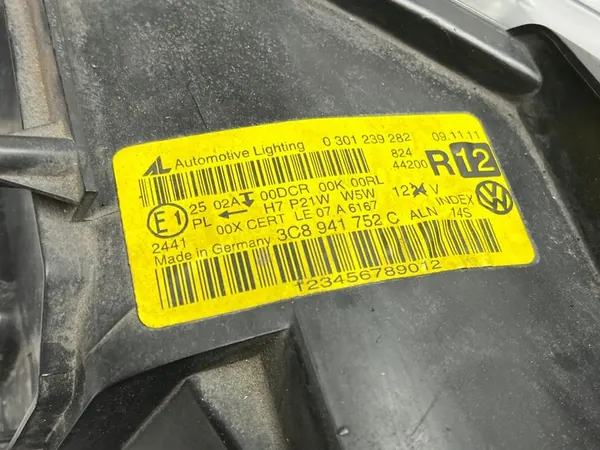 AL Automotive Lighting 0 301 239 282 09.11.11
824
44200
R 12
E1 25 02A 00DCR 00K 00RL
PL H7 P21W W5W 12 V
2441 00X CERT LE 07 A 6167
Made in Germany 3C8 941 752 C ALN INDEX 14S
123456789012